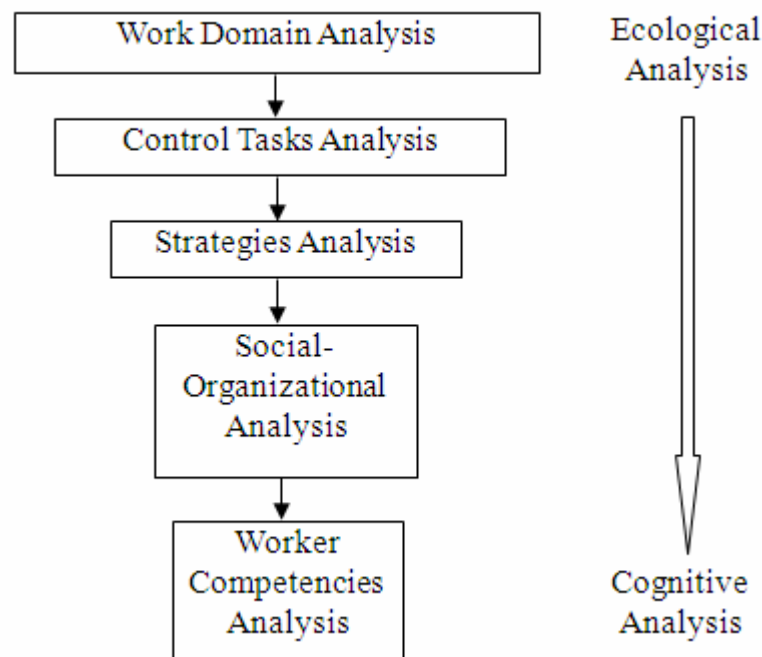 Work Domain Analysis
Ecological
Analysis
Control Tasks Analysis
Strategies Analysis
Social-
Organizational
Analysis
Worker
Competencies
Analysis
Cognitive
Analysis